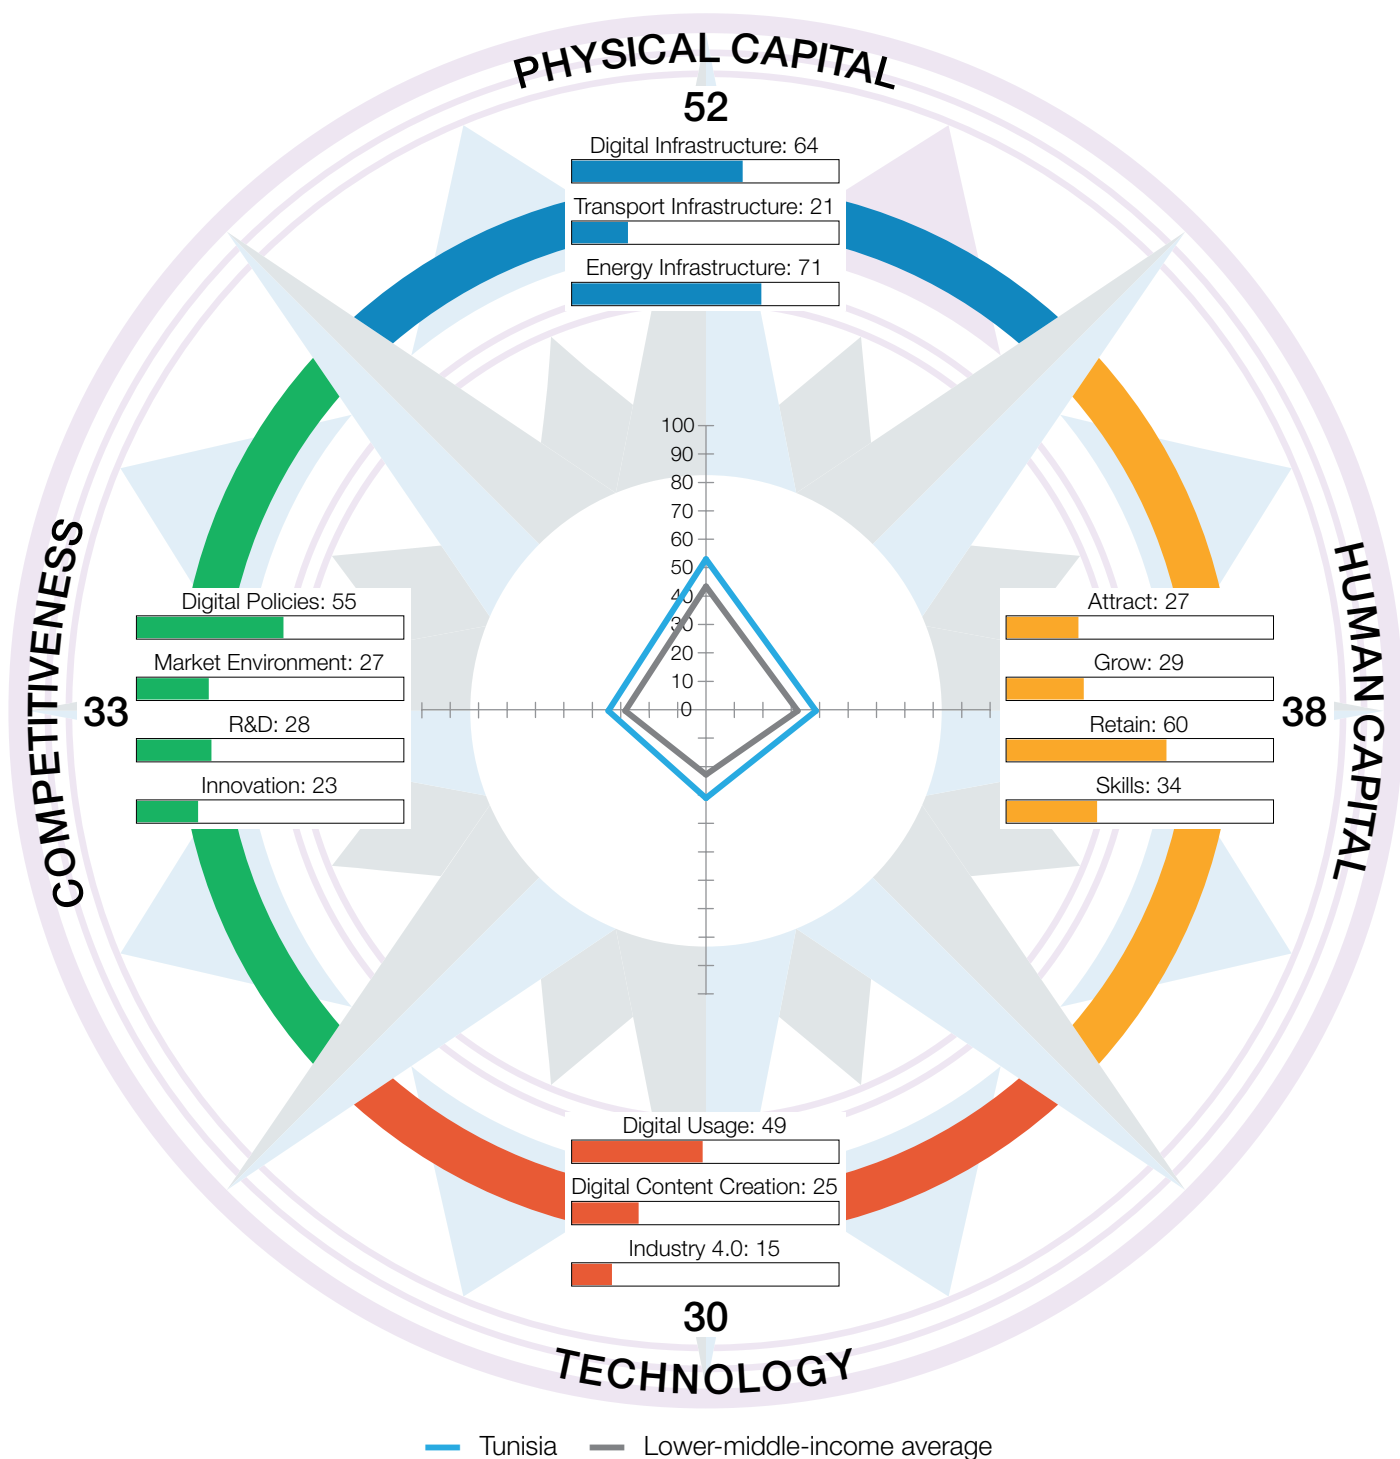 PHYSICAL CAPITAL
52
Digital Infrastructure: 64
Transport Infrastructure: 21
Energy Infrastructure: 71
100
90
80
70
60
50
40
30
20
10
0
COMPETITIVENESS
33
Digital Policies: 55
Market Environment: 27
R&D: 28
Innovation: 23
HUMAN CAPITAL
38
Attract: 27
Grow: 29
Retain: 60
Skills: 34
Digital Usage: 49
Digital Content Creation: 25
Industry 4.0: 15
30
TECHNOLOGY
Tunisia Lower-middle-income average